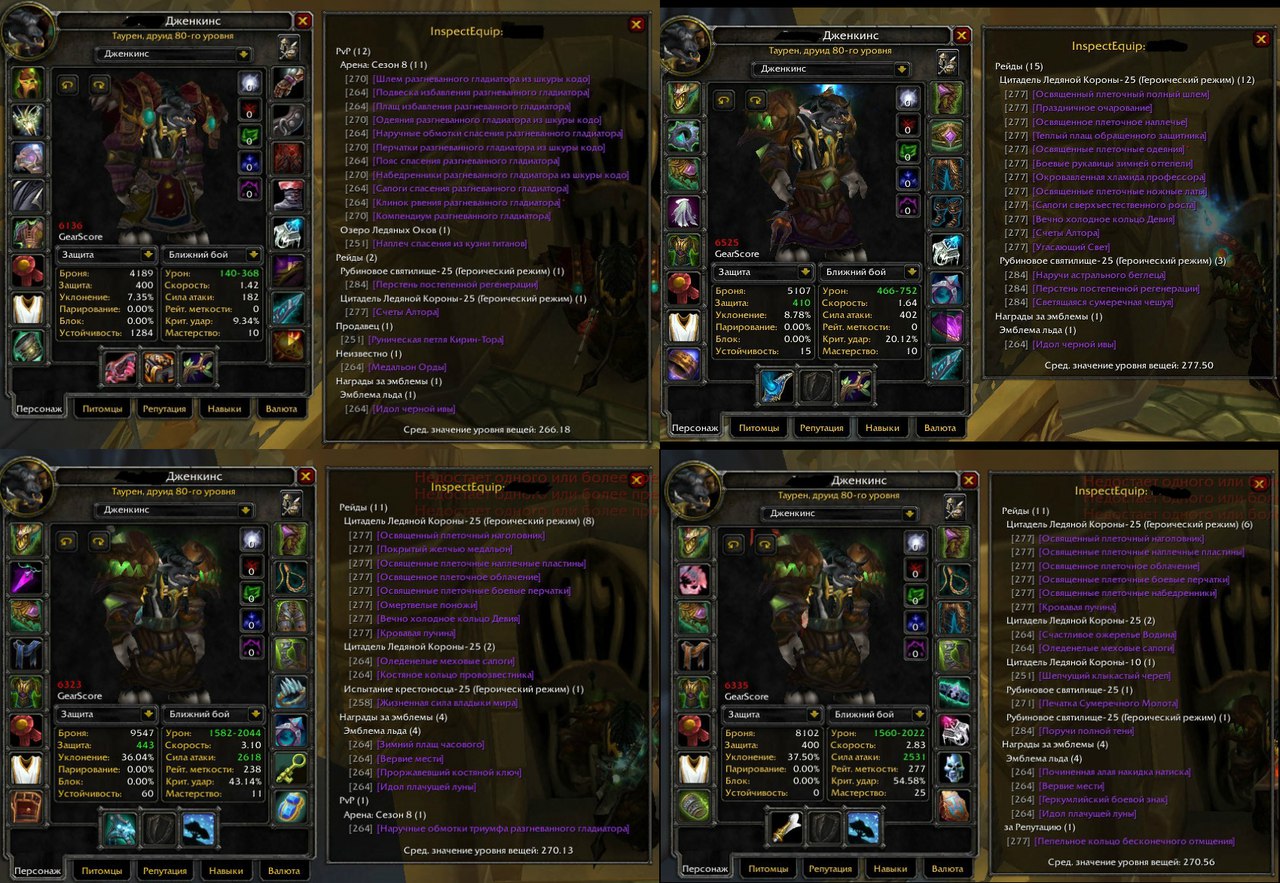 Дженкинс
Таурен, друид 80-го уровня
Дженкинс
0
0
0
0
0
6136
GearScore
Защита
Ближний бой
Броня: 4189
Защита: 400
Уклонение: 7.35%
Парирование: 0.00%
Блок: 0.00%
Устойчивость: 1284
Урон: 140-368
Скорость: 1.42
Сила атаки: 182
Рейт. меткости: 0
Крит. удар: 9.34%
Мастерство: 10
Персонаж Питомцы Репутация Навыки Валюта
InspectEquip:
PvP (12)
Арена: Сезон 8 (11)
[270] [Шлем разгневанного гладиатора из шкуры кодо]
[264] [Подвеска избавления разгневанного гладиатора]
[264] [Плащ избавления разгневанного гладиатора]
[270] [Одеяния разгневанного гладиатора из шкуры кодо]
[264] [Наручные обмотки спасения разгневанного гладиатора]
[270] [Перчатки разгневанного гладиатора из шкуры кодо]
[264] [Пояс спасения разгневанного гладиатора]
[270] [Набедренники разгневанного гладиатора из шкуры кодо]
[264] [Сапоги спасения разгневанного гладиатора]
[264] [Клинок рвения разгневанного гладиатора]
[270] [Компендиум разгневанного гладиатора]
Озеро Ледяных Оков (1)
[251] [Наплеч спасения из кузни титанов]
Рейды (2)
Рубиновое святилище-25 (Героический режим) (1)
[284] [Перстень постепенной регенерации]
Цитадель Ледяной Короны-25 (Героический режим) (1)
[277] [Счеты Алтора]
Продавец (1)
[251] [Руническая петля Кирин-Тора]
Неизвестно (1)
[264] [Медальон Орды]
Награды за эмблемы (1)
Эмблема льда (1)
[264] [Идол черной ивы]
Сред. значение уровня вещей: 266.18
Дженкинс
Таурен, друид 80-го уровня
Дженкинс
0
0
0
0
0
6525
GearScore
Защита
Ближний бой
Броня: 5107
Защита: 410
Уклонение: 8.78%
Парирование: 0.00%
Блок: 0.00%
Устойчивость: 15
Урон: 466-752
Скорость: 1.64
Сила атаки: 402
Рейт. меткости: 0
Крит. удар: 20.12%
Мастерство: 10
Персонаж Питомцы Репутация Навыки Валюта
InspectEquip:
Рейды (15)
Цитадель Ледяной Короны-25 (Героический режим) (12)
[277] [Освященный плеточный полный шлем]
[277] [Праздничное очарование]
[277] [Освященное плеточное наплечье]
[277] [Теплый плащ обращенного защитника]
[277] [Освященные плеточные одеяния]
[277] [Боевые рукавицы зимней оттепели]
[277] [Окровавленная хламида профессора]
[277] [Освященные плеточные ножные латы]
[277] [Сапоги сверхъестественного роста]
[277] [Вечно холодное кольцо Девия]
[277] [Счеты Алтора]
[277] [Угасающий Свет]
Рубиновое святилище-25 (Героический режим) (3)
[284] [Наручи астрального беглеца]
[284] [Перстень постепенной регенерации]
[284] [Светящаяся сумеречная чешуя]
Награды за эмблемы (1)
Эмблема льда (1)
[264] [Идол черной ивы]
Сред. значение уровня вещей: 277.50
Дженкинс
Таурен, друид 80-го уровня
Дженкинс
0
0
0
0
0
6323
GearScore
Защита
Ближний бой
Броня: 9547
Защита: 443
Уклонение: 36.04%
Парирование: 0.00%
Блок: 0.00%
Устойчивость: 60
Урон: 1582-2044
Скорость: 3.10
Сила атаки: 2618
Рейт. меткости: 238
Крит. удар: 43.14%
Мастерство: 11
Персонаж Питомцы Репутация Навыки Валюта
Недостает одного или более
InspectEquip:
Рейды (11)
Цитадель Ледяной Короны-25 (Героический режим) (8)
[277] [Освященный плеточный наголовник]
[277] [Покрытый желчью медальон]
[277] [Освященные плеточные наплечные пластины]
[277] [Освященное плеточное облачение]
[277] [Освященные плеточные боевые перчатки]
[277] [Омертвелые поножи]
[277] [Вечно холодное кольцо Девия]
[277] [Кровавая пучина]
Цитадель Ледяной Короны-25 (2)
[264] [Оледенелые меховые сапоги]
[264] [Костяное кольцо провозвестника]
Испытание крестоносца-25 (Героический режим) (1)
[258] [Жизненная сила владыки мира]
Награды за эмблемы (4)
Эмблема льда (4)
[264] [Зимний плащ часового]
[264] [Вервие мести]
[264] [Проржавевший костяной ключ]
[264] [Идол плачущей луны]
PvP (1)
Арена: Сезон 8 (1)
[264] [Наручные обмотки триумфа разгневанного гладиатора]
Сред. значение уровня вещей: 270.13
Дженкинс
Таурен, друид 80-го уровня
Дженкинс
0
0
0
0
0
6335
GearScore
Защита
Ближний бой
Броня: 8102
Защита: 400
Уклонение: 37.50%
Парирование: 0.00%
Блок: 0.00%
Устойчивость: 0
Урон: 1560-2022
Скорость: 2.83
Сила атаки: 2531
Рейт. меткости: 277
Крит. удар: 54.58%
Мастерство: 25
Персонаж Питомцы Репутация Навыки Валюта
Недостает одного или
InspectEquip:
Рейды (11)
Цитадель Ледяной Короны-25 (Героический режим) (6)
[277] [Освященный плеточный наголовник]
[277] [Освященные плеточные наплечные пластины]
[277] [Освященное плеточное облачение]
[277] [Освященные плеточные боевые перчатки]
[277] [Освященные плеточные набедренники]
[277] [Кровавая пучина]
Цитадель Ледяной Короны-25 (2)
[264] [Счастливое ожерелье Водина]
[264] [Оледенелые меховые сапоги]
Цитадель Ледяной Короны-10 (1)
[251] [Шепчущий клыкастый череп]
Рубиновое святилище-25 (1)
[271] [Печатка Сумеречного Молота]
Рубиновое святилище-25 (Героический режим) (1)
[284] [Поручи полной тени]
Награды за эмблемы (4)
Эмблема льда (4)
[264] [Починенная алая накидка натиска]
[264] [Вервие мести]
[264] [Геркумлийский боевой знак]
[264] [Идол плачущей луны]
за Репутацию (1)
[277] [Пепельное кольцо бесконечного отмщения]
Сред. значение уровня вещей: 270.56